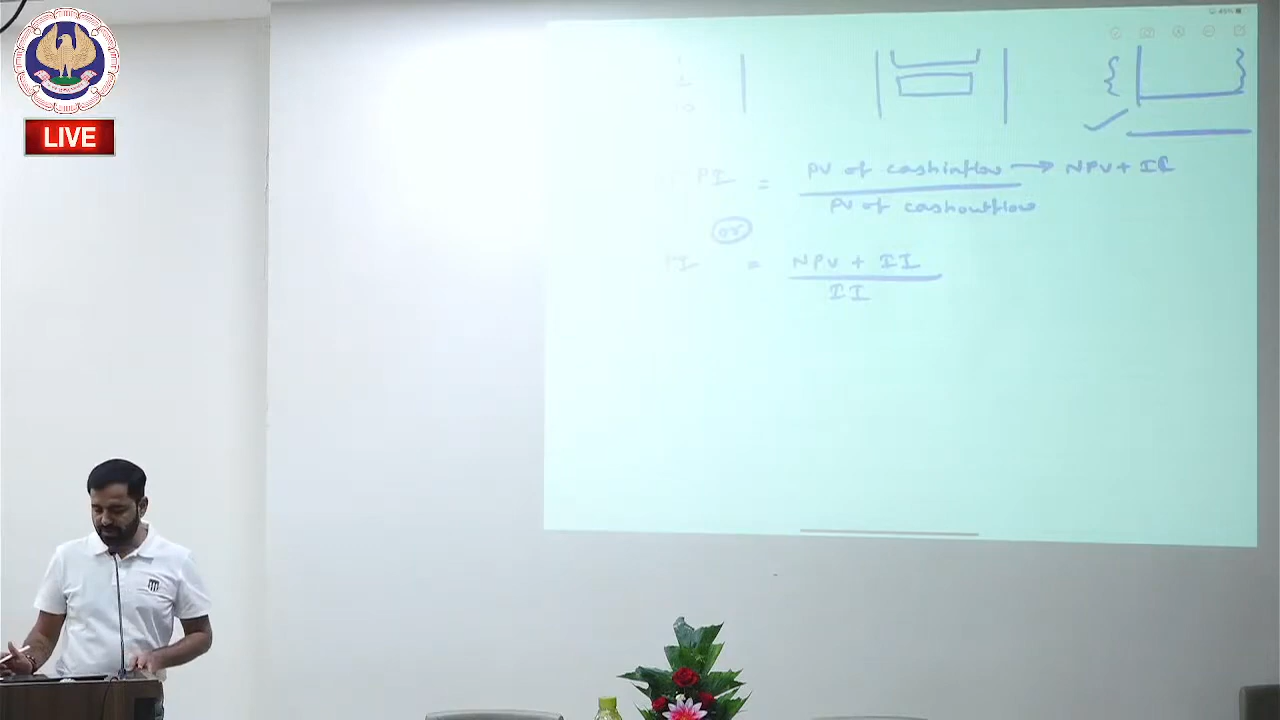 LIVE
PI = PV of cashinflow → NPV + II
PV of cashoutflow
or
PI = NPV + II
II